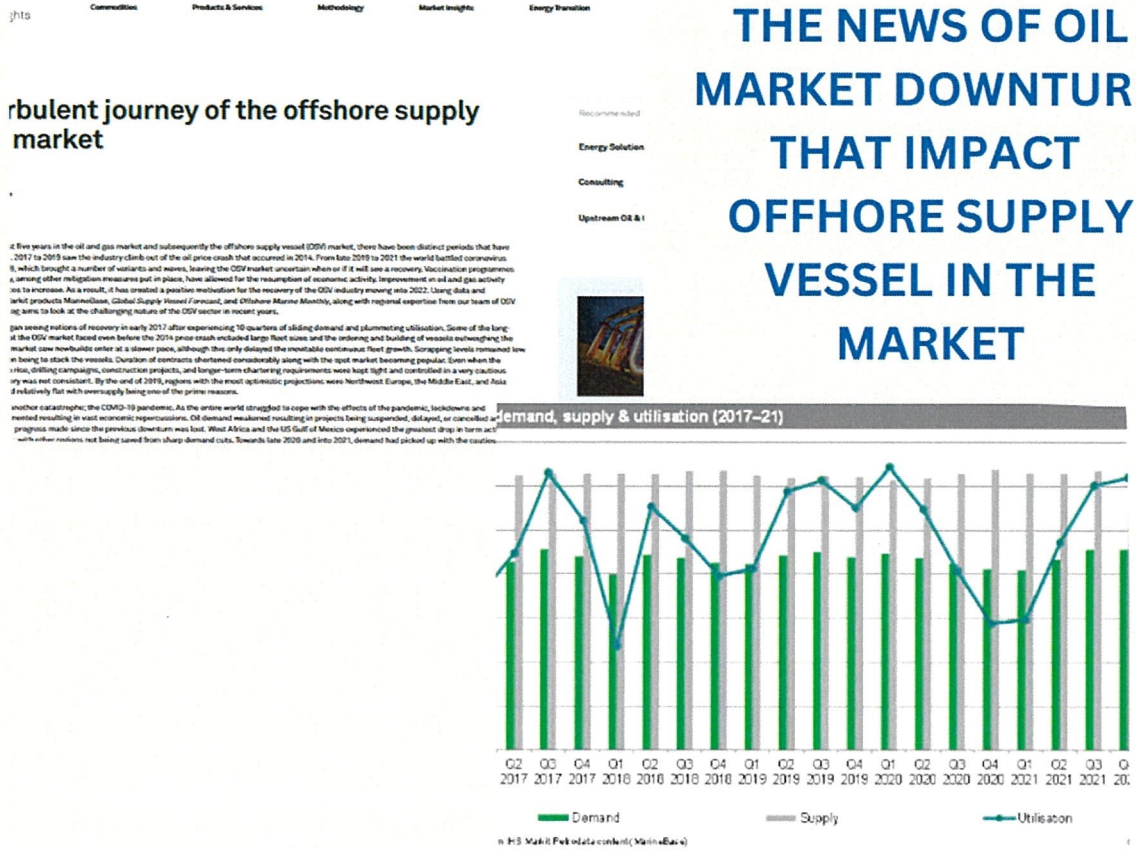 ghts
Commodities
Products & Services
Methodology
Market Insights
Energy Transition
rbulent journey of the offshore supply
market
Recommended
Energy Solution
Consulting
Upstream Oil &
THE NEWS OF OIL
MARKET DOWNTUR
THAT IMPACT
OFFHORE SUPPLY
VESSEL IN THE
MARKET
t five years in the oil and gas market and subsequently the offshore supply vessel (OSV) market, there have been distinct periods that have
. 2017 to 2019 saw the industry climb out of the oil price crash that occurred in 2014. From late 2019 to 2021 the world battled coronavirus
, which brought a number of variants and waves, leaving the OSV market uncertain when or if it will see a recovery. Vaccination programmes
, among other mitigation measures put in place, have allowed for the resumption of economic activity. Improvement in oil and gas activity
ns to increase. As a result, it has created a positive motivation for the recovery of the OSV industry moving into 2022. Using data and
arket products MarineBase, Global Supply Vessel Forecast, and Offshore Marine Monthly, along with regional expertise from our team of OSV
og aims to look at the challenging nature of the OSV sector in recent years.
gan seeing notions of recovery in early 2017 after experiencing 10 quarters of sliding demand and plummeting utilisation. Some of the long-
t the OSV market faced even before the 2014 price crash included large fleet sizes and the ordering and building of vessels outweighing the
market saw newbuilds enter at a slower pace, although this only delayed the inevitable continuous fleet growth. Scrapping levels remained low
n being to stack the vessels. Duration of contracts shortened considerably along with the spot market becoming popular. Even when the
rise, drilling campaigns, construction projects, and longer-term chartering requirements were kept tight and controlled in a very cautious
ry was not consistent. By the end of 2019, regions with the most optimistic projections were Northwest Europe, the Middle East, and Asia
d relatively flat with oversupply being one of the prime reasons.
nother catastrophe; the COVID-19 pandemic. As the entire world struggled to cope with the effects of the pandemic, lockdowns and
mented resulting in vast economic repercussions. Oil demand weakened resulting in projects being suspended, delayed, or cancelled
progress made since the previous downturn was lost. West Africa and the US Gulf of Mexico experienced the greatest drop in term
with other regions not being saved from sharp demand cuts. Towards late 2020 and into 2021, demand had picked up with the cautiou
demand, supply & utilisation (2017–21)
Q2 Q3 Q4 Q1 Q2 Q3 Q4 Q1 Q2 Q3 Q4 Q1 Q2 Q3 Q4 Q1 Q2 Q3 Q
2017 2017 2017 2018 2018 2018 2018 2019 2019 2019 2019 2020 2020 2020 2020 2021 2021 2021 202
Demand
Supply
Utilisation
IHS Markit Petrodata content (MarineBase)